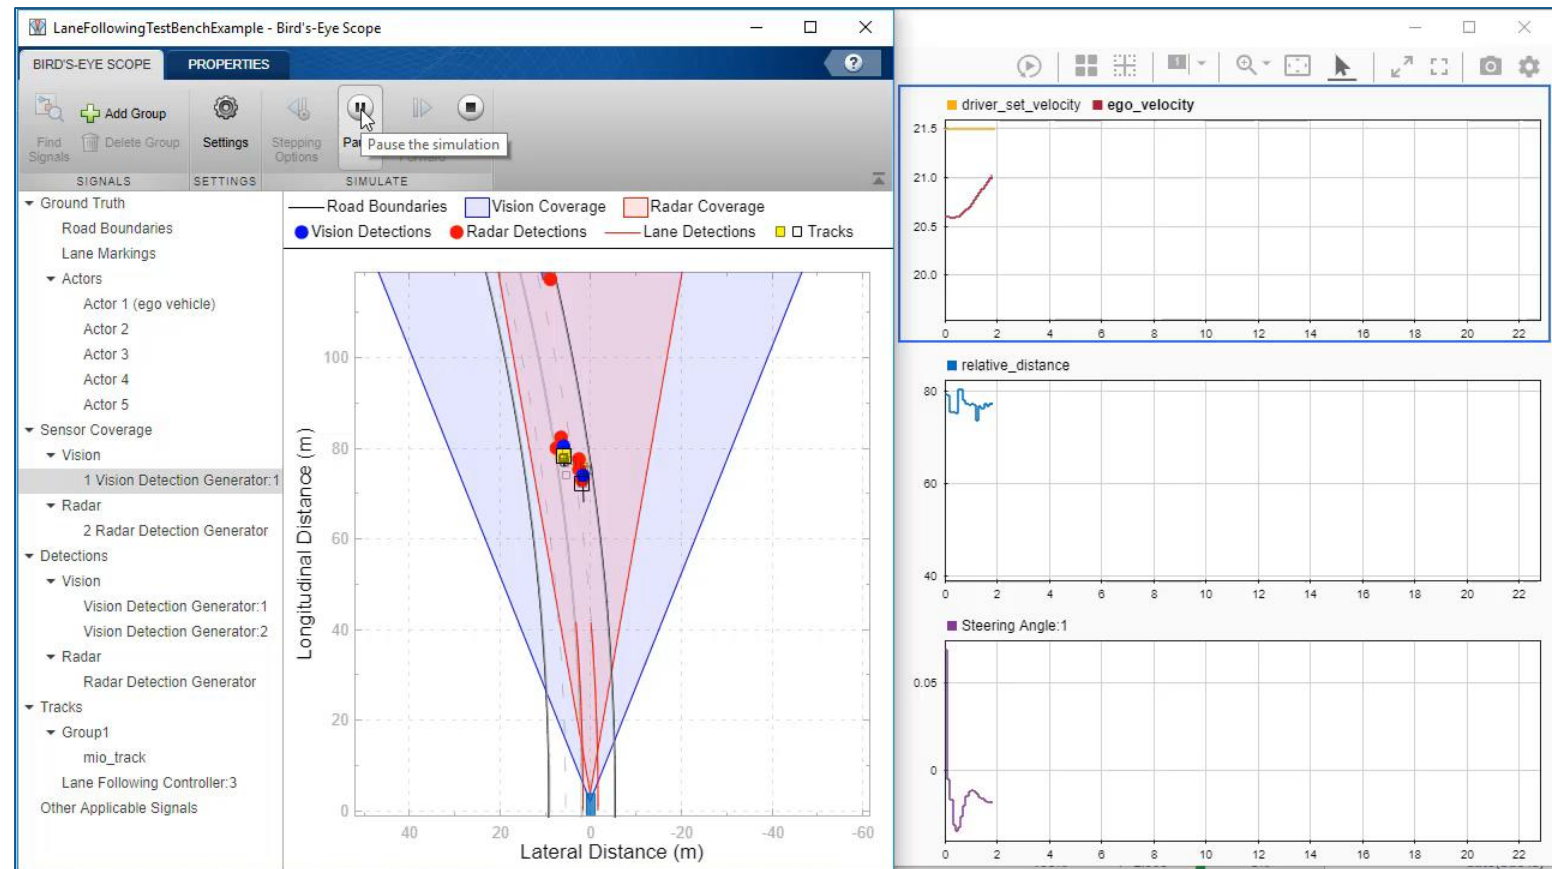 LaneFollowingTestBenchExample - Bird's-Eye Scope
BIRD'S-EYE SCOPE PROPERTIES
?
Find Signals
Add Group
Delete Group
Settings
Stepping Options
Pause the simulation
SIGNALS SETTINGS SIMULATE
Ground Truth
Road Boundaries
Lane Markings
Actors
Actor 1 (ego vehicle)
Actor 2
Actor 3
Actor 4
Actor 5
Sensor Coverage
Vision
1 Vision Detection Generator:1
Radar
2 Radar Detection Generator
Detections
Vision
Vision Detection Generator:1
Vision Detection Generator:2
Radar
Radar Detection Generator
Tracks
Group1
mio_track
Lane Following Controller:3
Other Applicable Signals
Road Boundaries Vision Coverage Radar Coverage
Vision Detections Radar Detections Lane Detections Tracks
Longitudinal Distance (m)
100
80
60
40
20
0
40 20 0 -20 -40 -60
Lateral Distance (m)
1
driver_set_velocity ego_velocity
21.5
21.0
20.5
20.0
0 2 4 6 8 10 12 14 16 18 20 22
relative_distance
80
60
40
0 2 4 6 8 10 12 14 16 18 20 22
Steering Angle:1
0.05
0
0 2 4 6 8 10 12 14 16 18 20 22